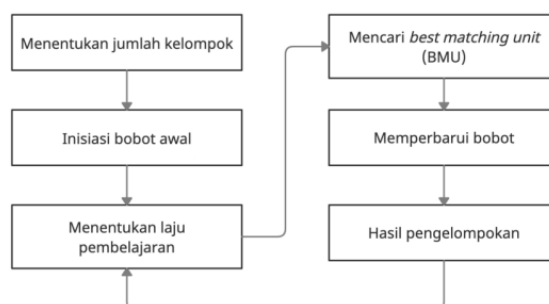 Menentukan jumlah kelompok
Inisiasi bobot awal
Menentukan laju
pembelajaran
Mencari best matching unit
(BMU)
Memperbarui bobot
Hasil pengelompokan